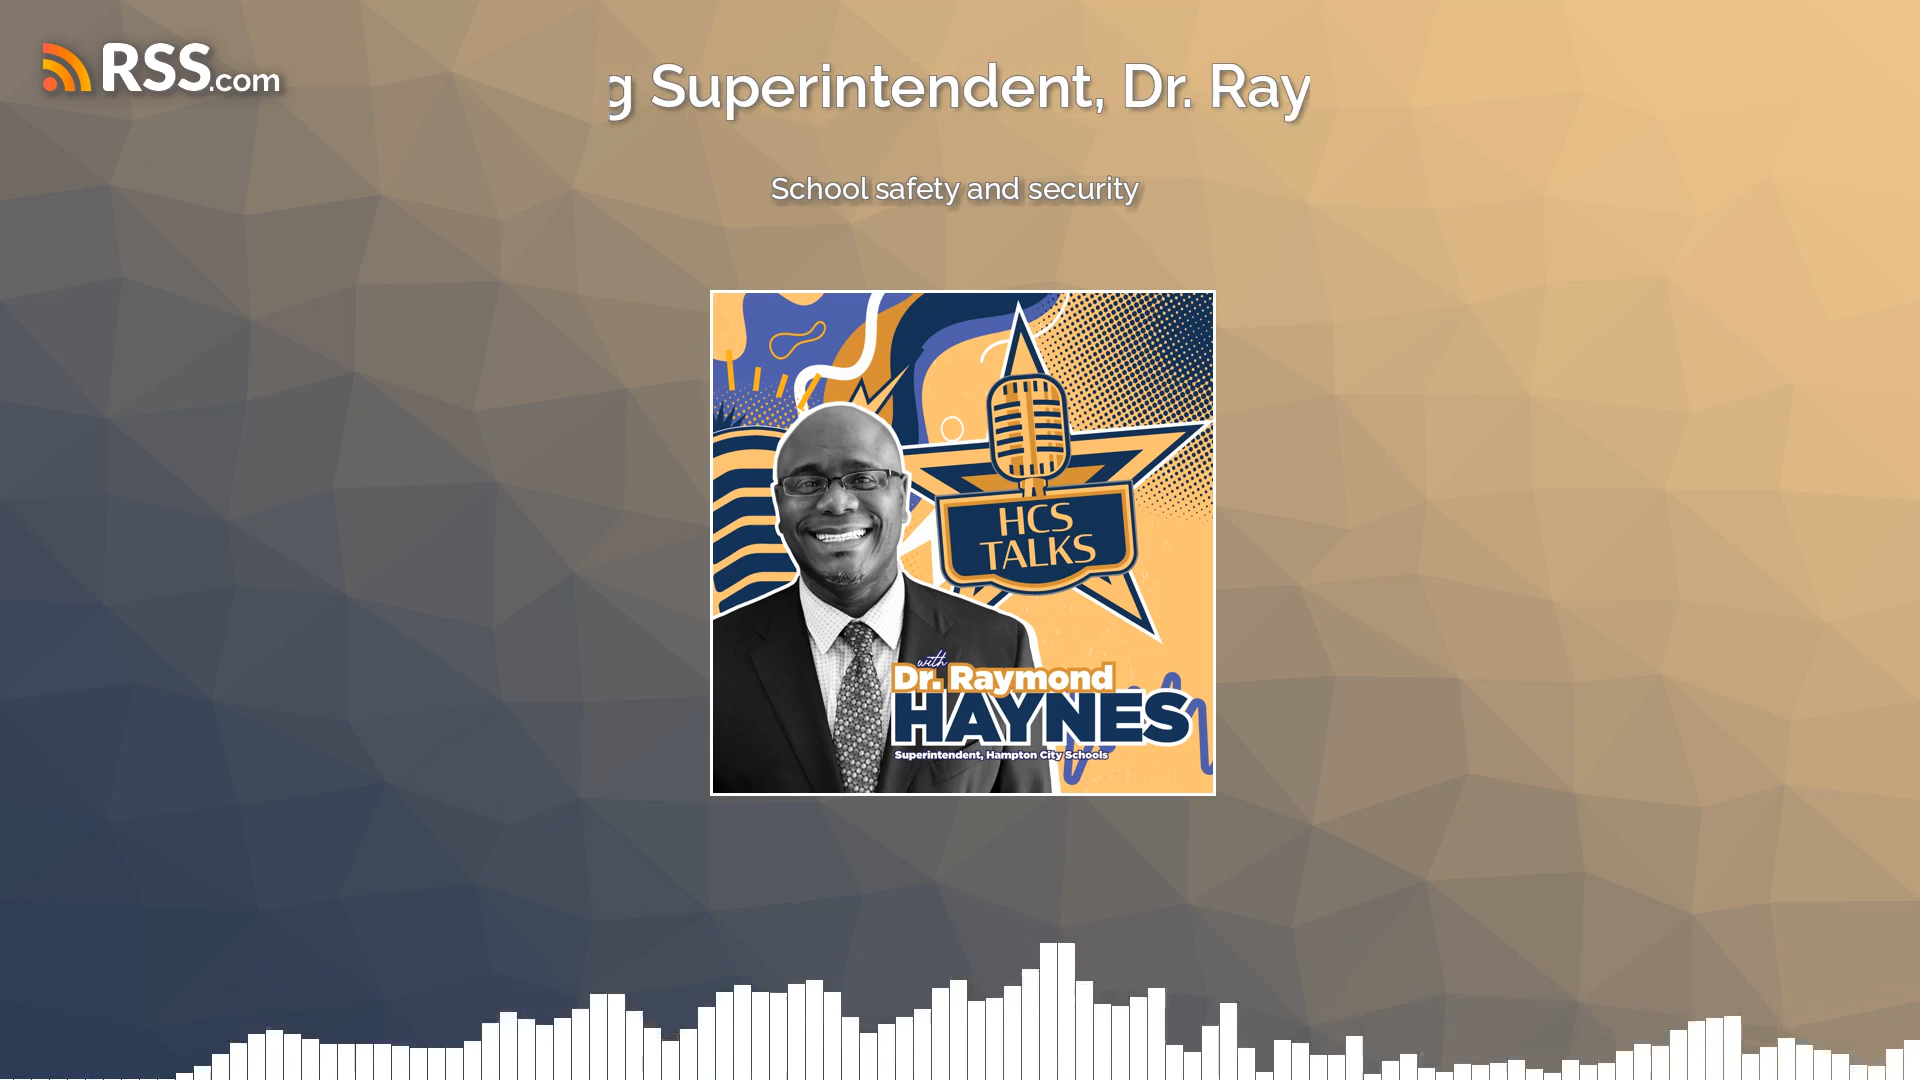 RSS.com
g Superintendent, Dr. Ray
School safety and security
HCS
TALKS
with
Dr. Raymond
HAYNES
Superintendent, Hampton City Schools